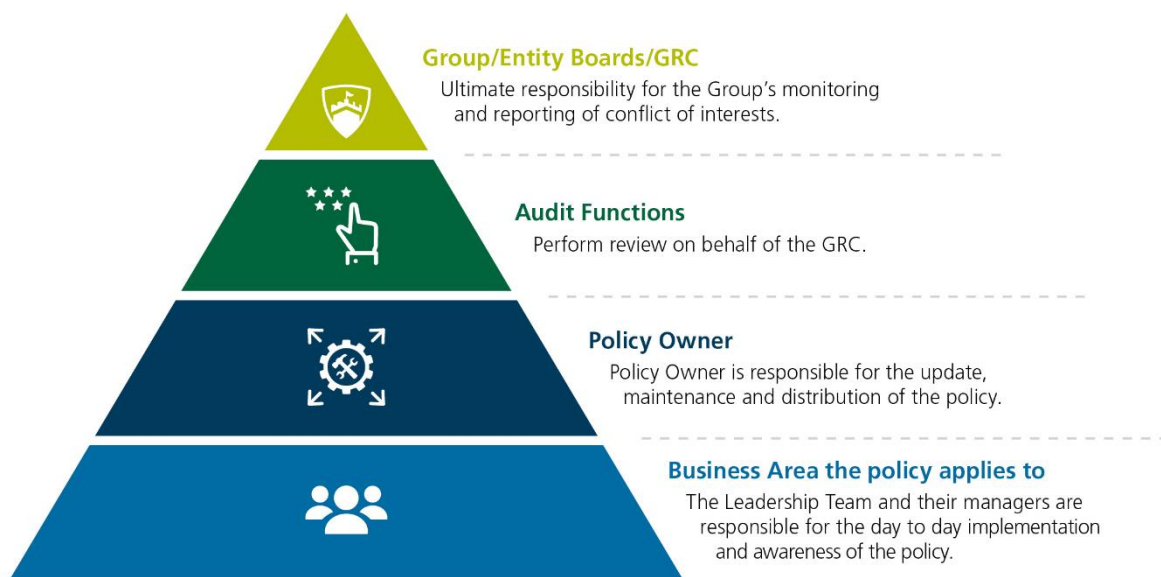 Group/Entity Boards/GRC
Ultimate responsibility for the Group's monitoring
and reporting of conflict of interests.
Audit Functions
Perform review on behalf of the GRC.
Policy Owner
Policy Owner is responsible for the update,
maintenance and distribution of the policy.
Business Area the policy applies to
The Leadership Team and their managers are
responsible for the day to day implementation
and awareness of the policy.